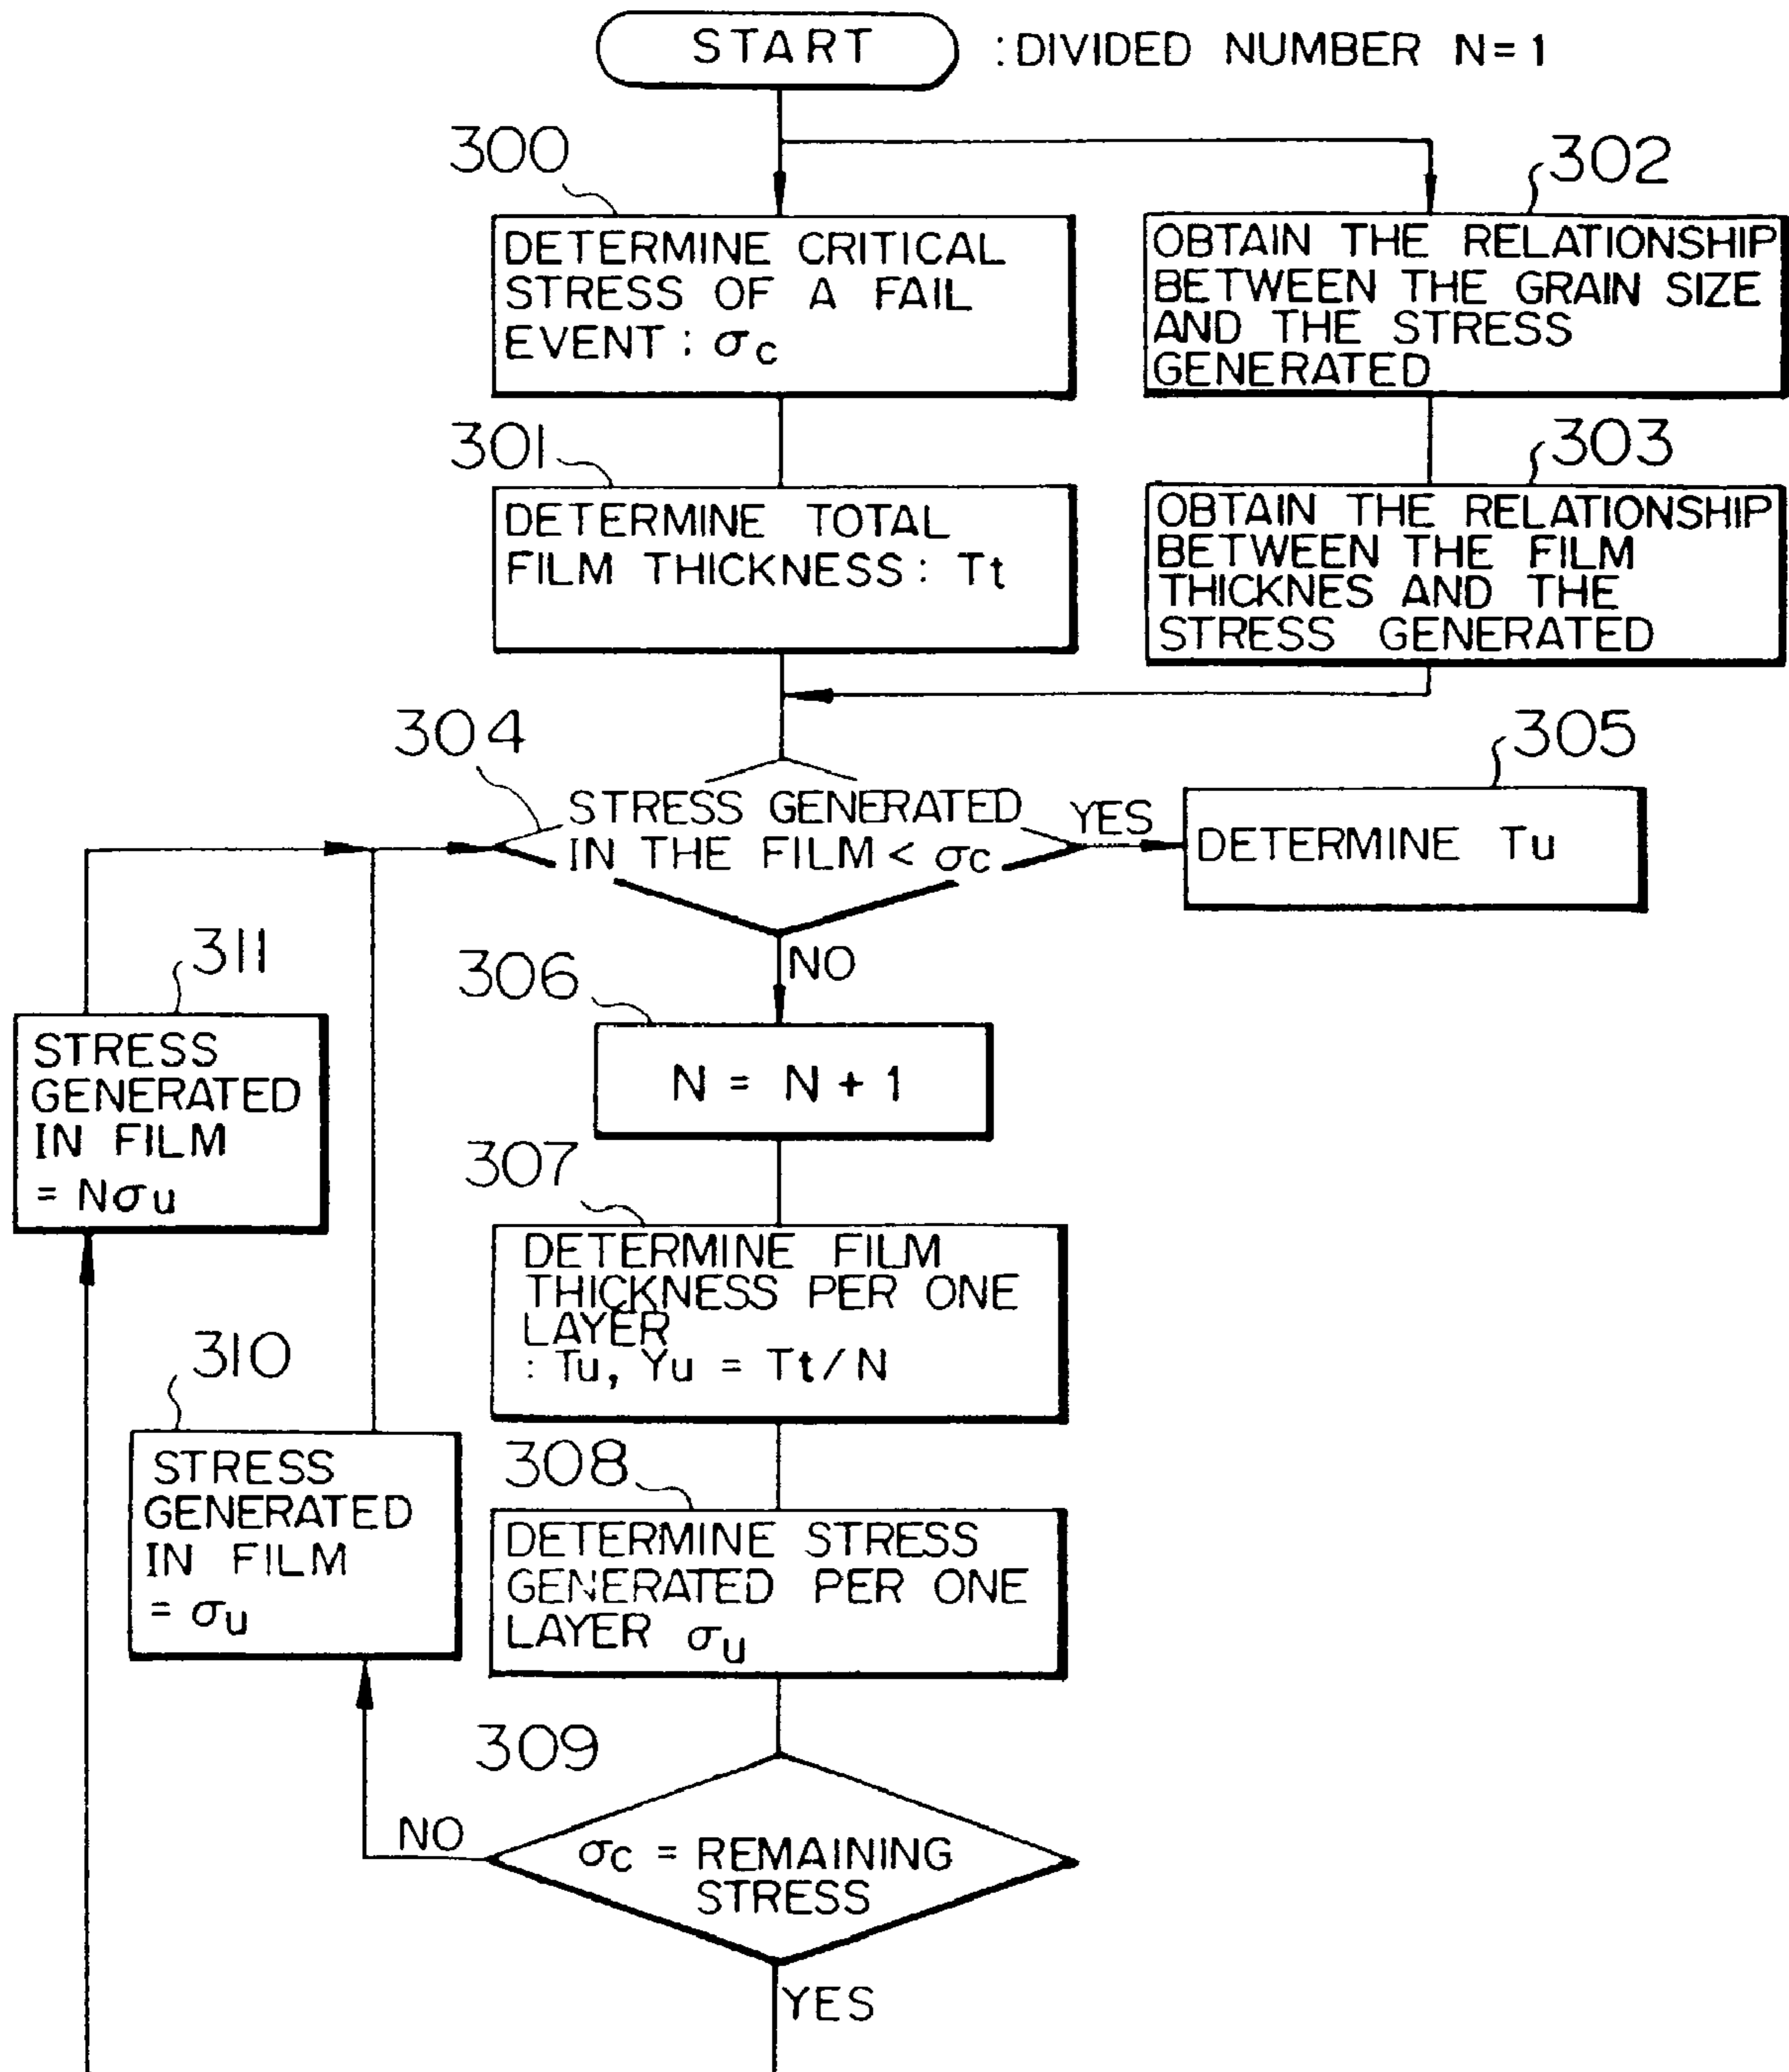 START : DIVIDED NUMBER N=1
300
302
DETERMINE CRITICAL
STRESS OF A FAIL
EVENT : σc
OBTAIN THE RELATIONSHIP
BETWEEN THE GRAIN SIZE
AND THE STRESS
GENERATED
301
303
DETERMINE TOTAL
FILM THICKNESS : Tt
OBTAIN THE RELATIONSHIP
BETWEEN THE FILM
THICKNES AND THE
STRESS GENERATED
304
305
STRESS GENERATED
IN THE FILM < σc
YES
DETERMINE Tu
NO
311
306
STRESS
GENERATED
IN FILM
= Nσu
N = N + 1
307
DETERMINE FILM
THICKNESS PER ONE
LAYER
: Tu, Yu = Tt/N
310
308
STRESS
GENERATED
IN FILM
= σu
DETERMINE STRESS
GENERATED PER ONE
LAYER σu
309
NO
σc = REMAINING
STRESS
YES